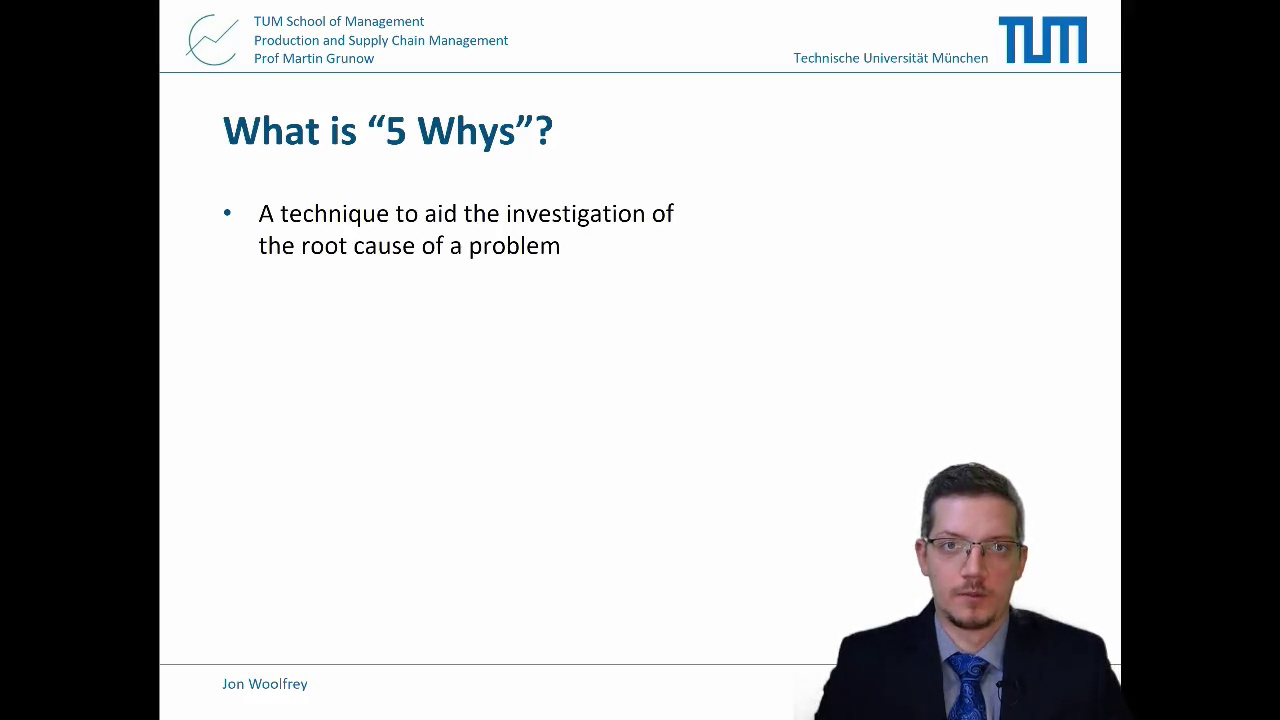 TUM School of Management
Production and Supply Chain Management
Prof Martin Grunow
Technische Universität München
TUM
What is “5 Whys”?
• A technique to aid the investigation of
the root cause of a problem
Jon Woolfrey